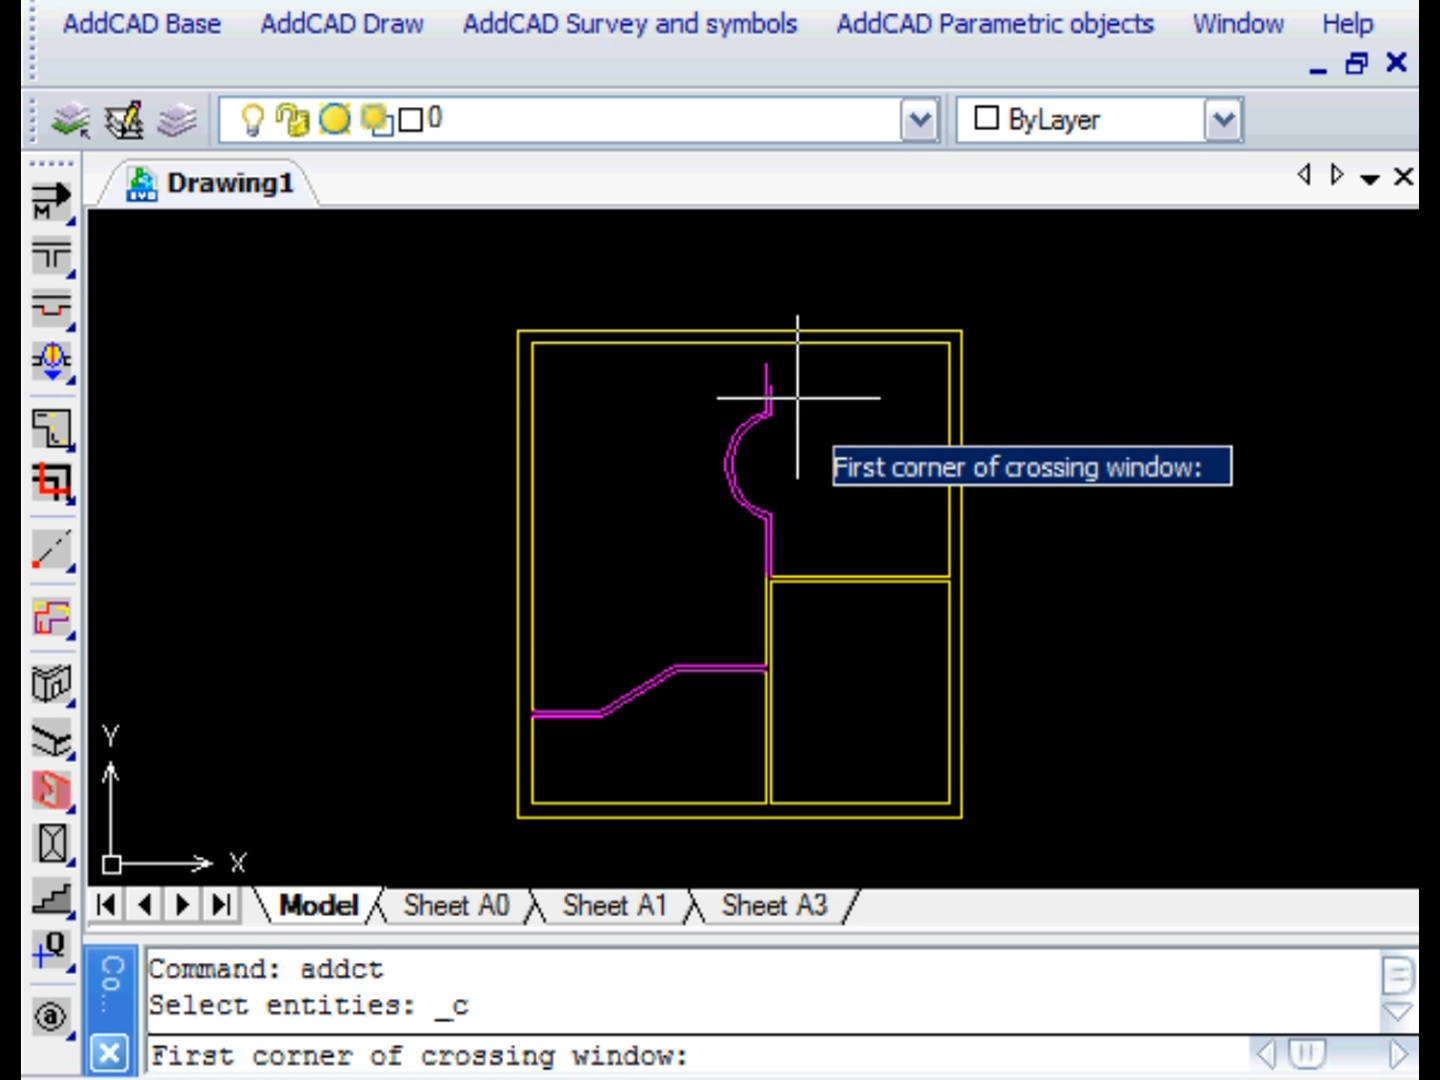 AddCAD Base AddCAD Draw AddCAD Survey and symbols AddCAD Parametric objects Window Help
0 ByLayer
Drawing1
M
First corner of crossing window:
Y
X
Q
@
Model Sheet A0 Sheet A1 Sheet A3
Co...
Command: addct
Select entities: _c
First corner of crossing window: